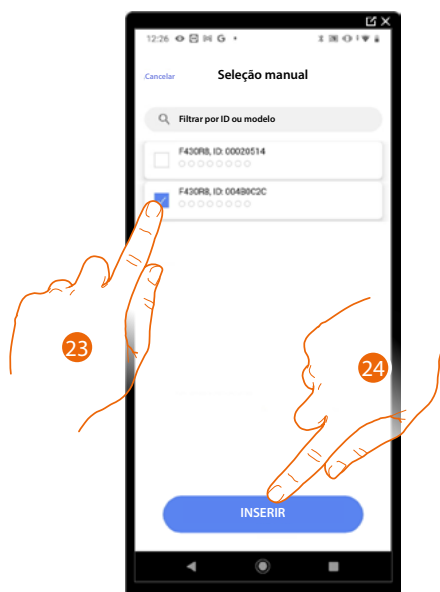 12:26 G
Cancelar Seleção manual
Filtrar por ID ou modelo
F430R8, ID: 00020514
F430R8, ID: 004B0C2C
23
24
INSERIR